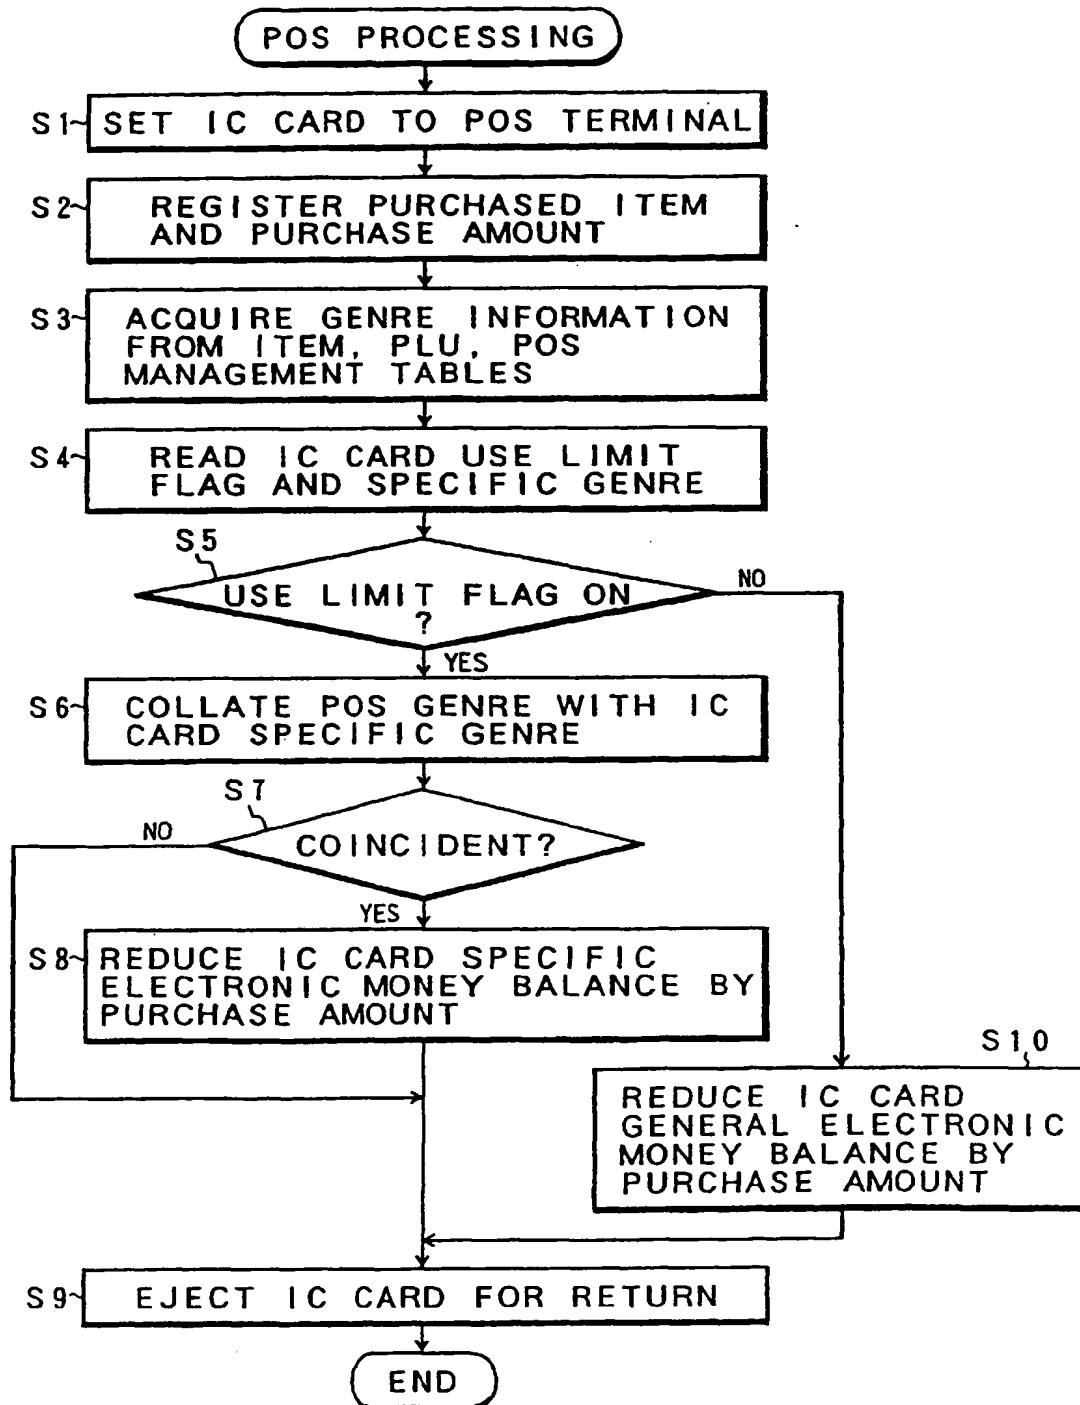 POS PROCESSING
S1
SET IC CARD TO POS TERMINAL
S2
REGISTER PURCHASED ITEM
AND PURCHASE AMOUNT
S3
ACQUIRE GENRE INFORMATION
FROM ITEM, PLU, POS
MANAGEMENT TABLES
S4
READ IC CARD USE LIMIT
FLAG AND SPECIFIC GENRE
S5
USE LIMIT FLAG ON
?
NO
YES
S6
COLLATE POS GENRE WITH IC
CARD SPECIFIC GENRE
S7
COINCIDENT?
NO
YES
S8
REDUCE IC CARD SPECIFIC
ELECTRONIC MONEY BALANCE BY
PURCHASE AMOUNT
S10
REDUCE IC CARD
GENERAL ELECTRONIC
MONEY BALANCE BY
PURCHASE AMOUNT
S9
EJECT IC CARD FOR RETURN
END